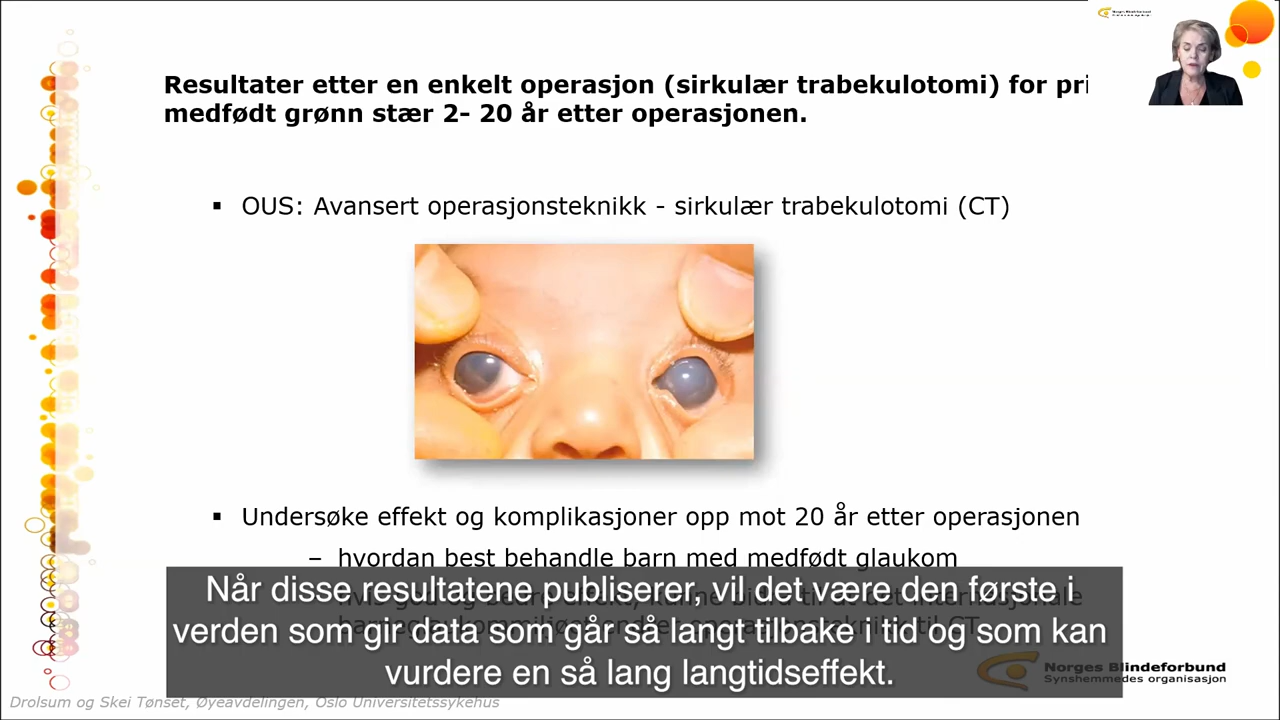 Resultater etter en enkelt operasjon (sirkulær trabekulotomi) for pri
medfødt grønn stær 2- 20 år etter operasjonen.
▪ OUS: Avansert operasjonsteknikk - sirkulær trabekulotomi (CT)
▪ Undersøke effekt og komplikasjoner opp mot 20 år etter operasjonen
– hvordan best behandle barn med medfødt glaukom
Når disse resultatene publiserer, vil det være den første i
verden som gir data som går så langt tilbake i tid og som kan
vurdere en så lang langtidseffekt.
Norges Blindeforbund
Synshemmedes organisasjon
Drolsum og Skei Tønset, Øyeavdelingen, Oslo Universitetssykehus